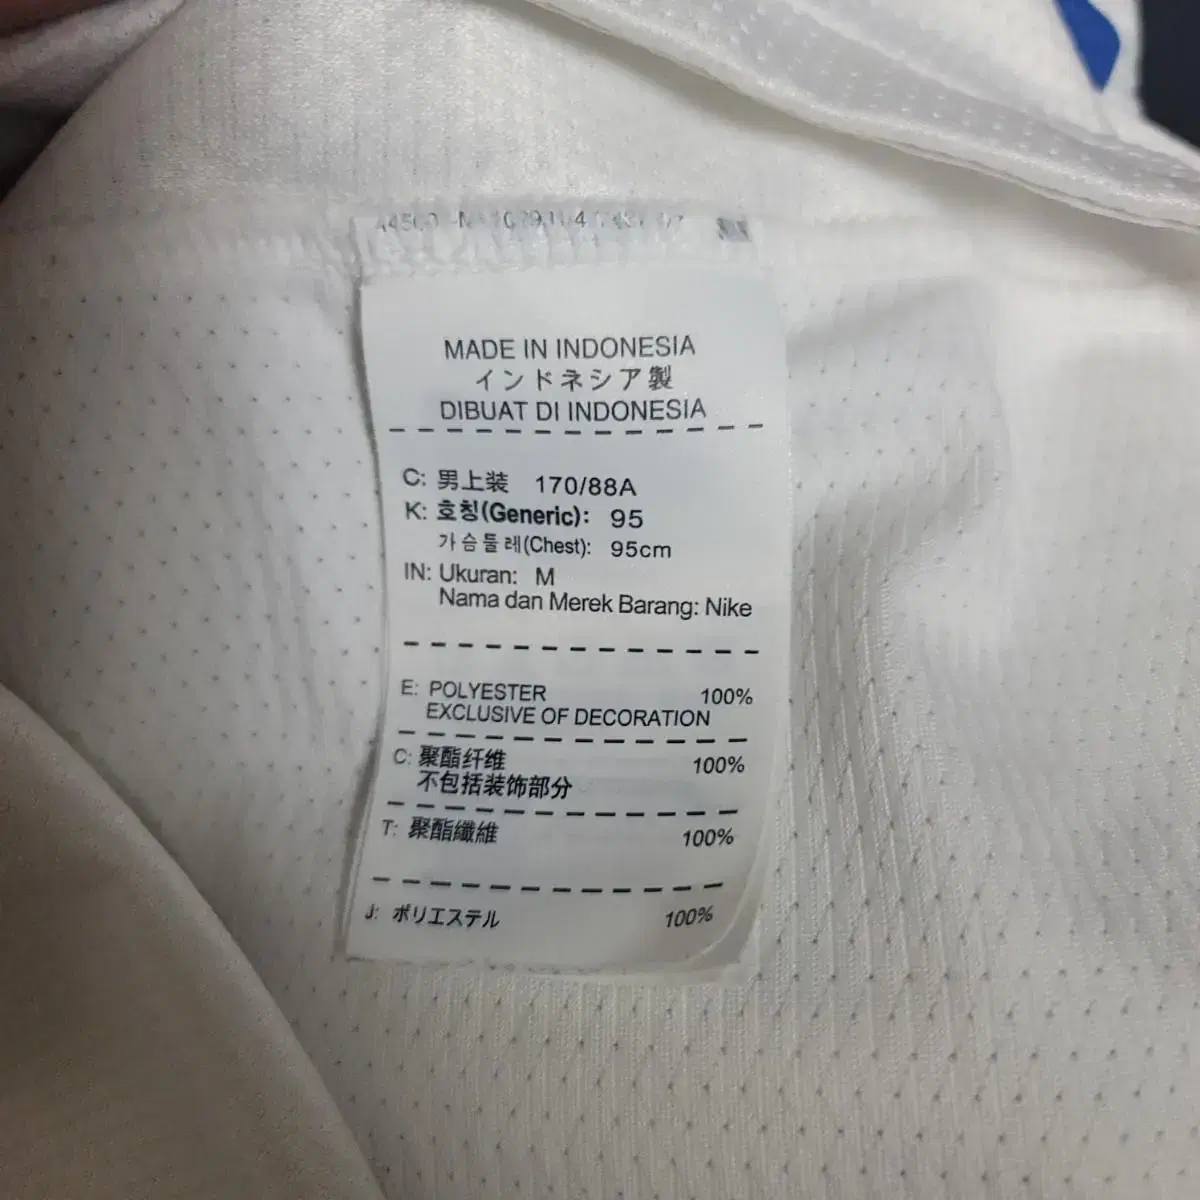 MADE IN INDONESIA
インドネシア製
DIBUAT DI INDONESIA
C: 男上装 170/88A
K: 호칭(Generic): 95
가슴둘레(Chest): 95cm
IN: Ukuran: M
Nama dan Merek Barang: Nike
E: POLYESTER 100%
EXCLUSIVE OF DECORATION
C: 聚酯纤维 100%
不包括装饰部分
T: 聚酯纖維 100%
J: ポリエステル 100%